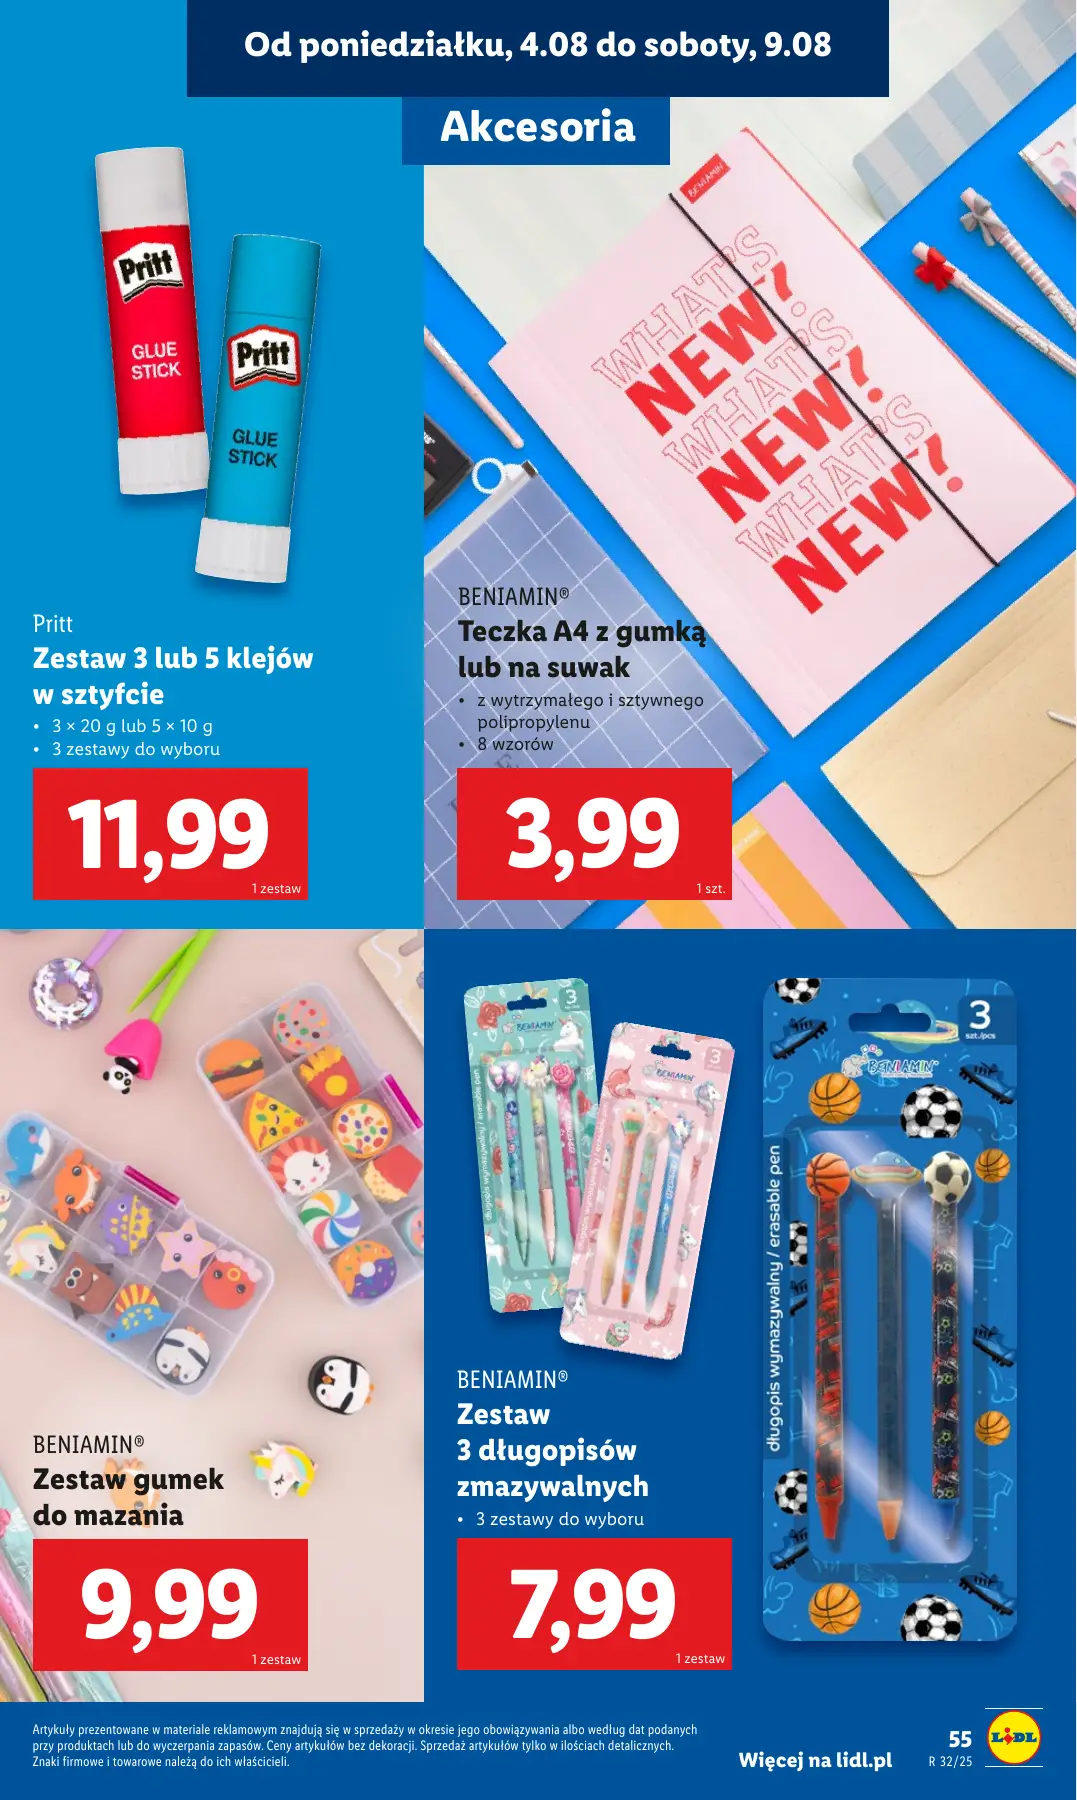 Od poniedziałku, 4.08 do soboty, 9.08
Akcesoria
Pritt
GLUE
STICK
Pritt
GLUE
STICK
Pritt
Zestaw 3 lub 5 klejów
w sztyfcie
• 3 × 20 g lub 5 × 10 g
• 3 zestawy do wyboru
11,99
1 zestaw
BENIAMIN
WHAT'S
NEW?
WHAT'S
NEW?
WHAT'S
NEW?
BENIAMIN®
Teczka A4 z gumką
lub na suwak
• z wytrzymałego i sztywnego
polipropylenu
• 8 wzorów
3,99
1 szt.
BENIAMIN®
Zestaw gumek
do mazania
9,99
1 zestaw
3
BENIAMIN
długopis wymazywalny / erasable pen
3
BENIAMIN
3
szt./pcs
BENIAMIN
długopis wymazywalny / erasable pen
BENIAMIN®
Zestaw
3 długopisów
zmazywalnych
• 3 zestawy do wyboru
7,99
1 zestaw
Artykuły prezentowane w materiale reklamowym znajdują się w sprzedaży w okresie jego obowiązywania albo według dat podanych
przy produktach lub do wyczerpania zapasów. Ceny artykułów bez dekoracji. Sprzedaż artykułów tylko w ilościach detalicznych.
Znaki firmowe i towarowe należą do ich właścicieli.
Więcej na lidl.pl
55
R 32/25
LIDL